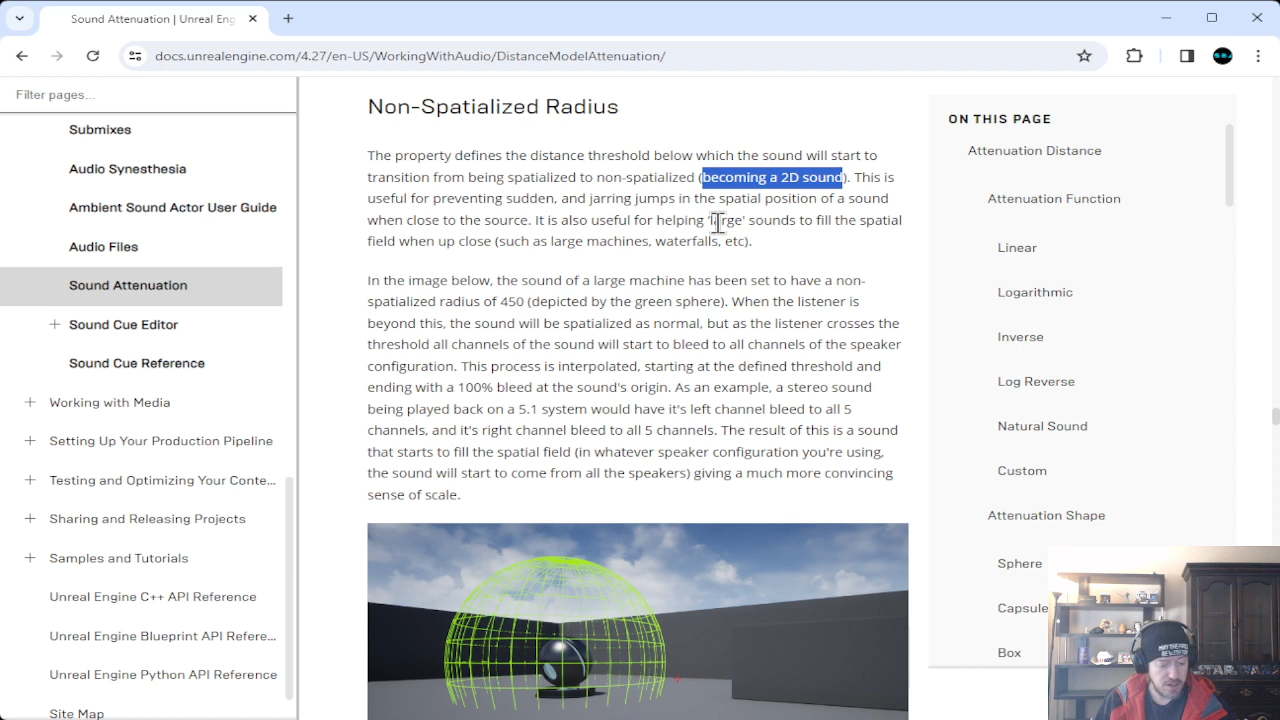 Sound Attenuation | Unreal Eng
docs.unrealengine.com/4.27/en-US/WorkingWithAudio/DistanceModelAttenuation/
Filter pages...
Submixes
Audio Synesthesia
Ambient Sound Actor User Guide
Audio Files
Sound Attenuation
Sound Cue Editor
Sound Cue Reference
Working with Media
Setting Up Your Production Pipeline
Testing and Optimizing Your Conte...
Sharing and Releasing Projects
Samples and Tutorials
Unreal Engine C++ API Reference
Unreal Engine Blueprint API Refere...
Unreal Engine Python API Reference
Site Map
Non-Spatialized Radius
The property defines the distance threshold below which the sound will start to
transition from being spatialized to non-spatialized (becoming a 2D sound). This is
useful for preventing sudden, and jarring jumps in the spatial position of a sound
when close to the source. It is also useful for helping 'large' sounds to fill the spatial
field when up close (such as large machines, waterfalls, etc).
In the image below, the sound of a large machine has been set to have a non-
spatialized radius of 450 (depicted by the green sphere). When the listener is
beyond this, the sound will be spatialized as normal, but as the listener crosses the
threshold all channels of the sound will start to bleed to all channels of the speaker
configuration. This process is interpolated, starting at the defined threshold and
ending with a 100% bleed at the sound's origin. As an example, a stereo sound
being played back on a 5.1 system would have it's left channel bleed to all 5
channels, and it's right channel bleed to all 5 channels. The result of this is a sound
that starts to fill the spatial field (in whatever speaker configuration you're using,
the sound will start to come from all the speakers) giving a much more convincing
sense of scale.
ON THIS PAGE
Attenuation Distance
Attenuation Function
Linear
Logarithmic
Inverse
Log Reverse
Natural Sound
Custom
Attenuation Shape
Sphere
Capsule
Box
STAR WARS